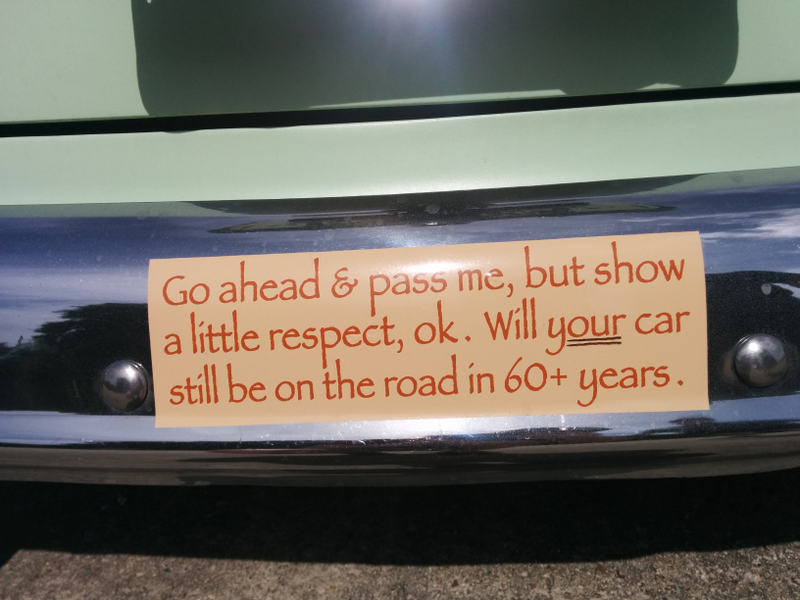 Go ahead & pass me, but show
a little respect, ok. Will your car
still be on the road in 60+ years.